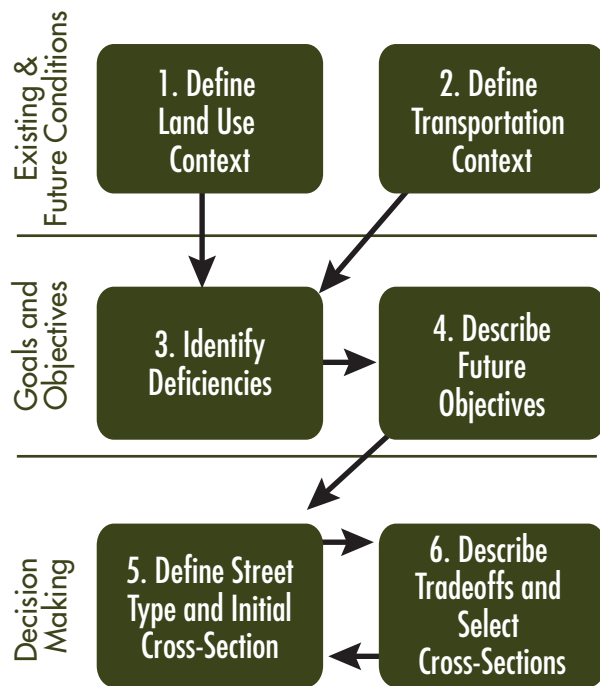 Existing &
Future Conditions
1. Define
Land Use
Context
2. Define
Transportation
Context
Goals and
Objectives
3. Identify
Deficiencies
4. Describe
Future
Objectives
Decision
Making
5. Define Street
Type and Initial
Cross-Section
6. Describe
Tradeoffs and
Select
Cross-Sections